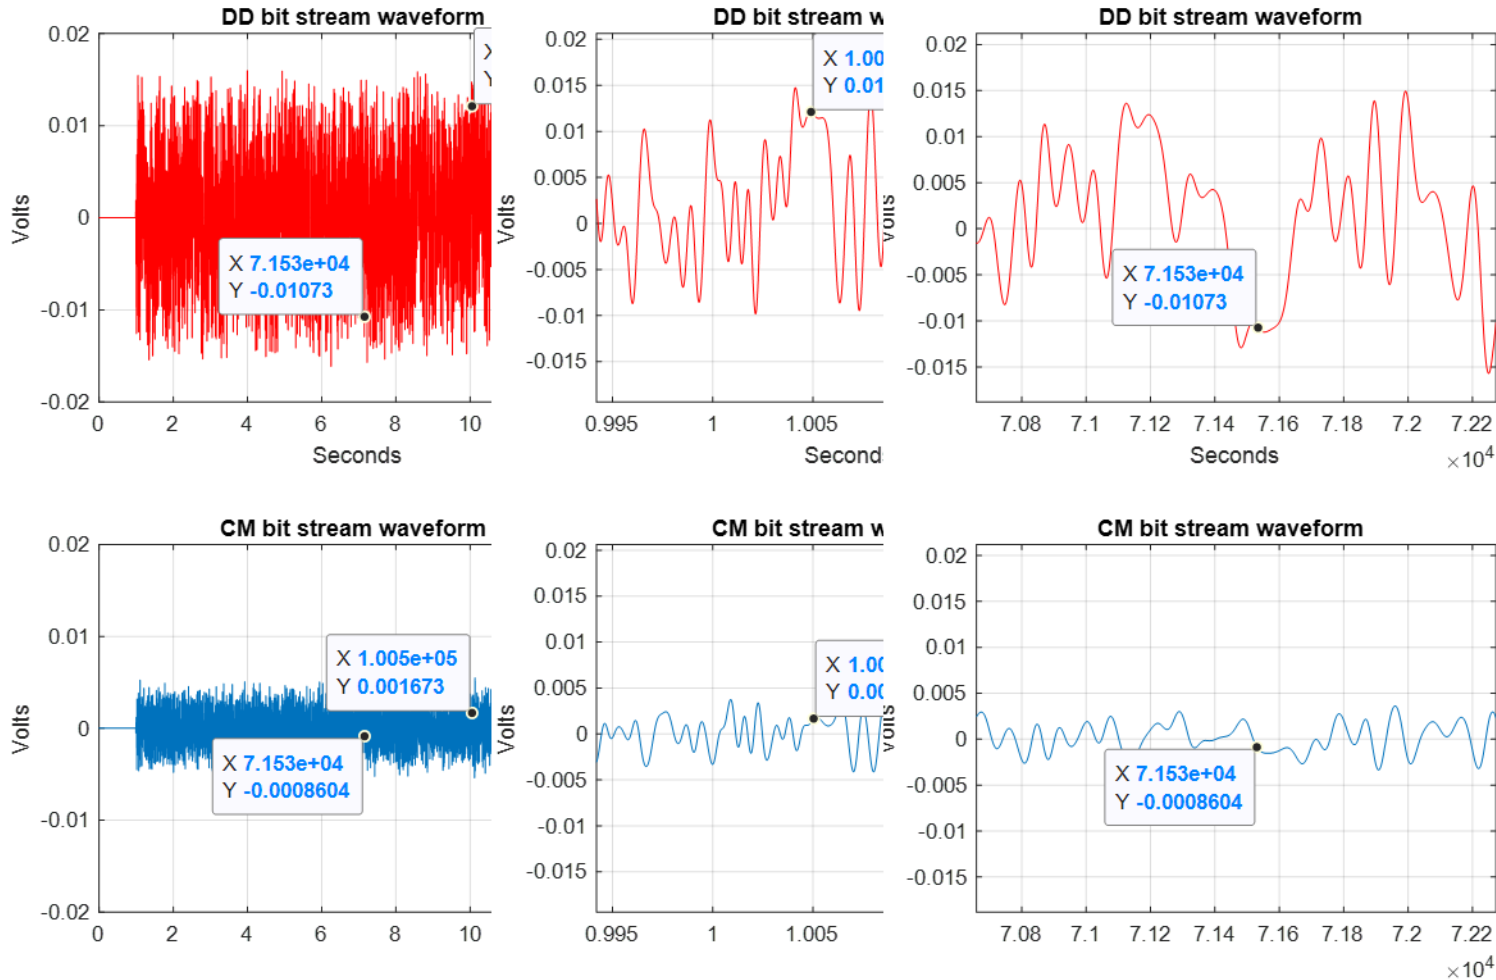 DD bit stream waveform
0.02
0.01
0
-0.01
-0.02
Volts
X
Y
X 7.153e+04
Y -0.01073
0 2 4 6 8 10
Seconds
DD bit stream w
0.02
0.015
0.01
0.005
0
-0.005
-0.01
-0.015
Volts
X 1.00
Y 0.01
0.995 1 1.005
Second
DD bit stream waveform
0.02
0.015
0.01
0.005
0
-0.005
-0.01
-0.015
Volts
X 7.153e+04
Y -0.01073
7.08 7.1 7.12 7.14 7.16 7.18 7.2 7.22
×10⁴
Seconds
CM bit stream waveform
0.02
0.01
0
-0.01
-0.02
Volts
X 1.005e+05
Y 0.001673
X 7.153e+04
Y -0.0008604
0 2 4 6 8 10
CM bit stream w
0.02
0.015
0.01
0.005
0
-0.005
-0.01
-0.015
Volts
X 1.00
Y 0.00
0.995 1 1.005
CM bit stream waveform
0.02
0.015
0.01
0.005
0
-0.005
-0.01
-0.015
Volts
X 7.153e+04
Y -0.0008604
7.08 7.1 7.12 7.14 7.16 7.18 7.2 7.22
×10⁴